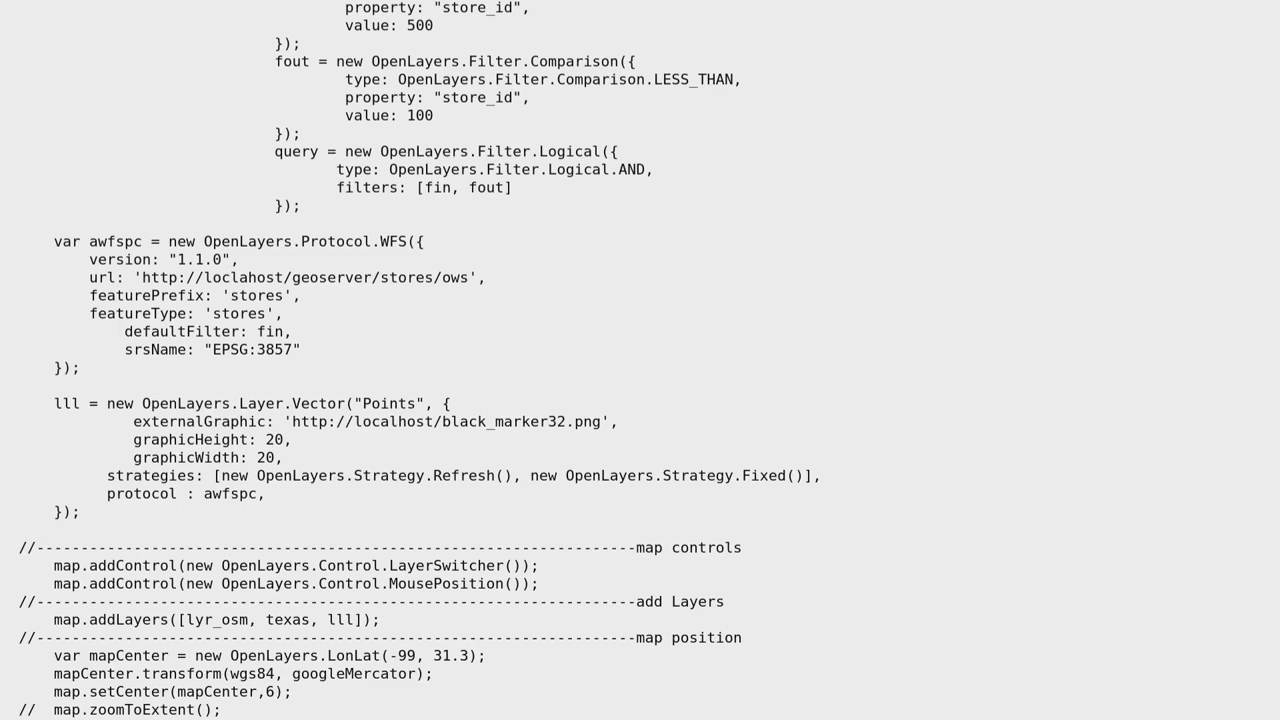 property: "store_id",
value: 500
});
fout = new OpenLayers.Filter.Comparison({
type: OpenLayers.Filter.Comparison.LESS_THAN,
property: "store_id",
value: 100
});
query = new OpenLayers.Filter.Logical({
type: OpenLayers.Filter.Logical.AND,
filters: [fin, fout]
});
var awfspc = new OpenLayers.Protocol.WFS({
version: "1.1.0",
url: 'http://loclahost/geoserver/stores/ows',
featurePrefix: 'stores',
featureType: 'stores',
defaultFilter: fin,
srsName: "EPSG:3857"
});
lll = new OpenLayers.Layer.Vector("Points", {
externalGraphic: 'http://localhost/black_marker32.png',
graphicHeight: 20,
graphicWidth: 20,
strategies: [new OpenLayers.Strategy.Refresh(), new OpenLayers.Strategy.Fixed()],
protocol : awfspc,
});
//--------------------------------------------------------------------map controls
map.addControl(new OpenLayers.Control.LayerSwitcher());
map.addControl(new OpenLayers.Control.MousePosition());
//--------------------------------------------------------------------add Layers
map.addLayers([lyr_osm, texas, lll]);
//--------------------------------------------------------------------map position
var mapCenter = new OpenLayers.LonLat(-99, 31.3);
mapCenter.transform(wgs84, googleMercator);
map.setCenter(mapCenter,6);
//  map.zoomToExtent();